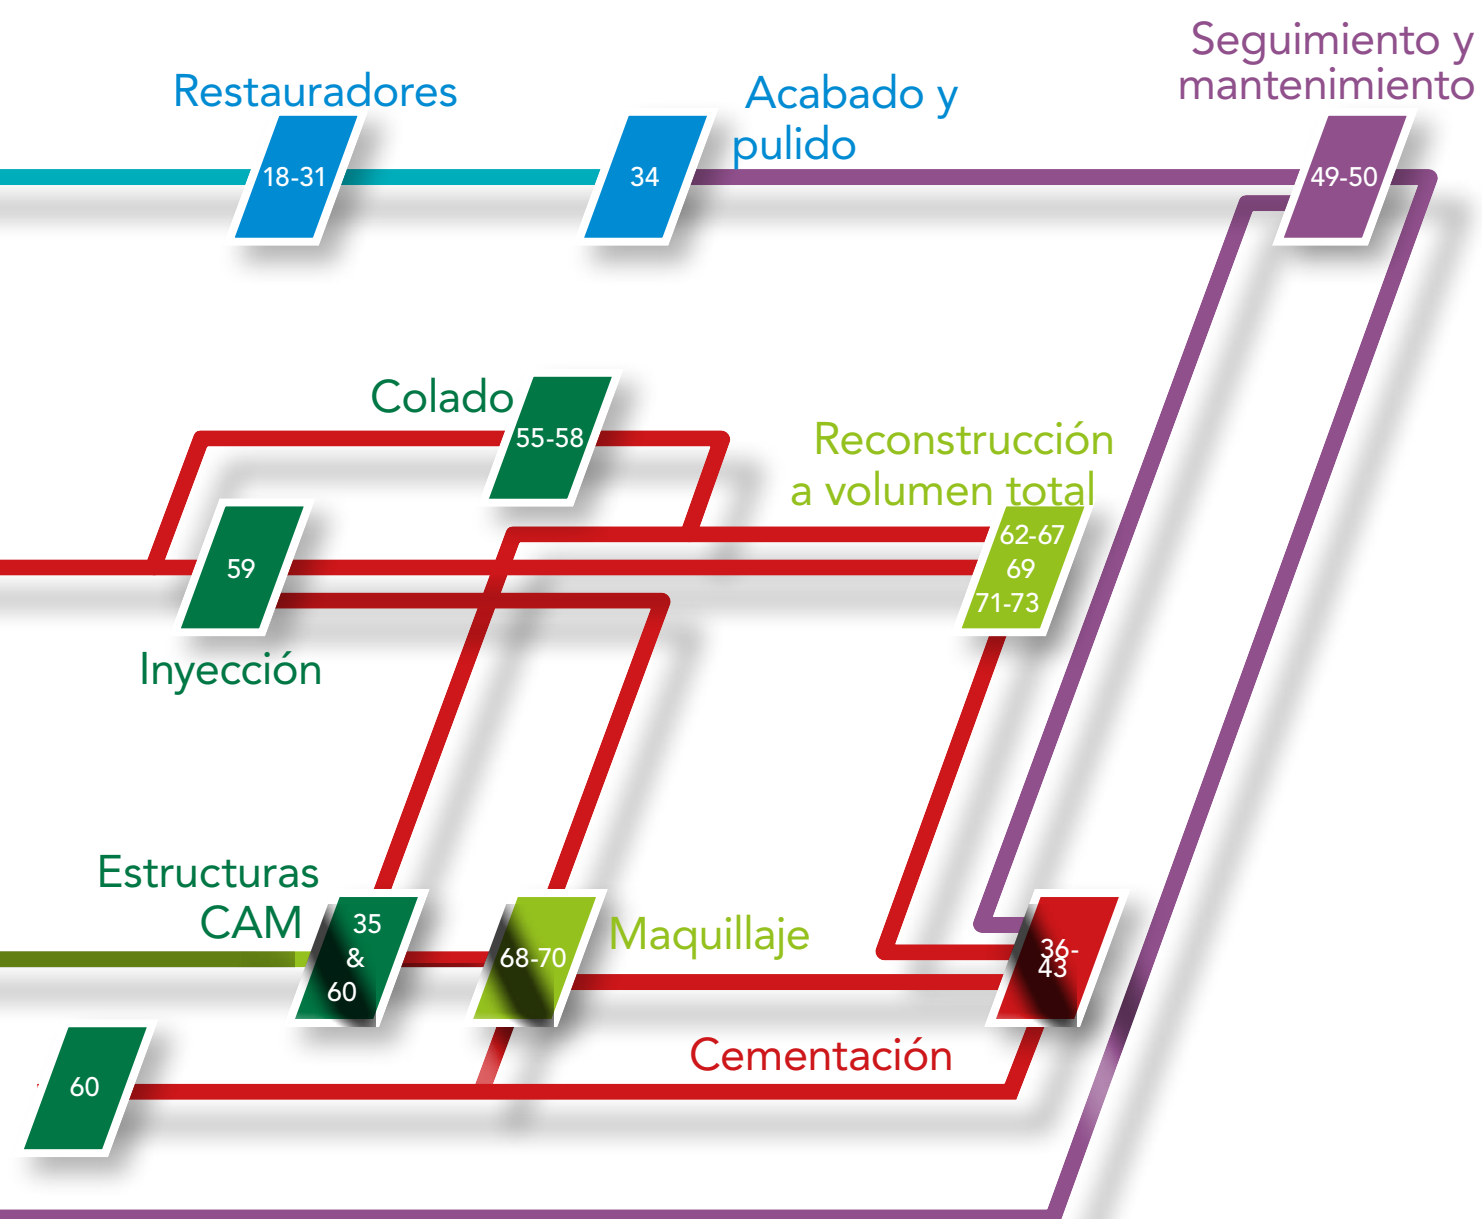 Seguimiento y
mantenimiento
Restauradores
Acabado y
pulido
18-31
34
49-50
Colado
55-58
Reconstrucción
a volumen total
62-67
69
71-73
59
Inyección
Estructuras
CAM
35
&
60
68-70
Maquillaje
36-
43
Cementación
60